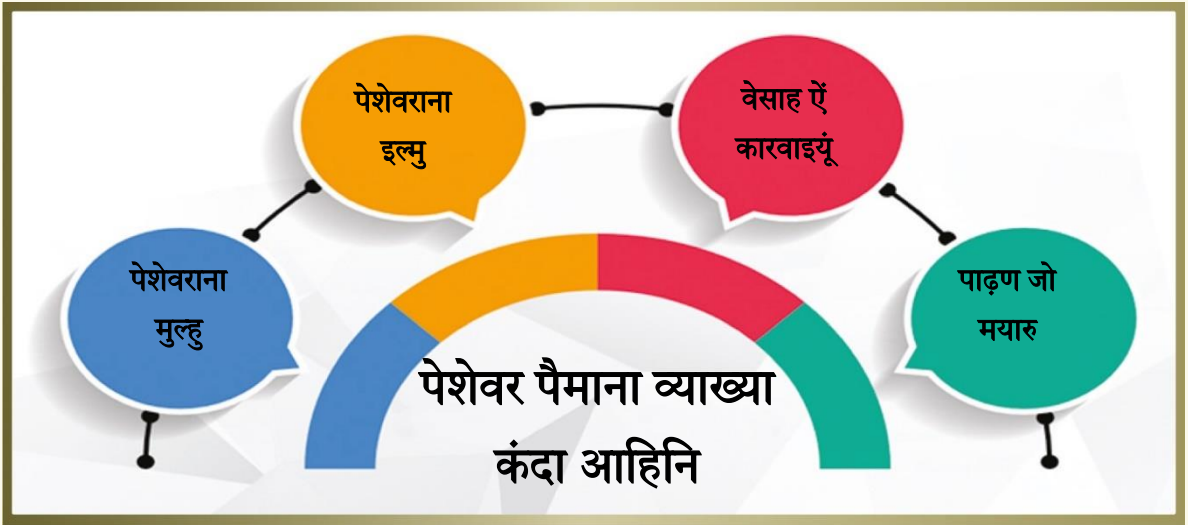 पेशेवराना
इल्मु
वेसाह ऐं
कारवाइयूं
पेशेवराना
मुल्हु
पाढ़ण जो
मयारु
पेशेवर पैमाना व्याख्या
कंदा आहिनि